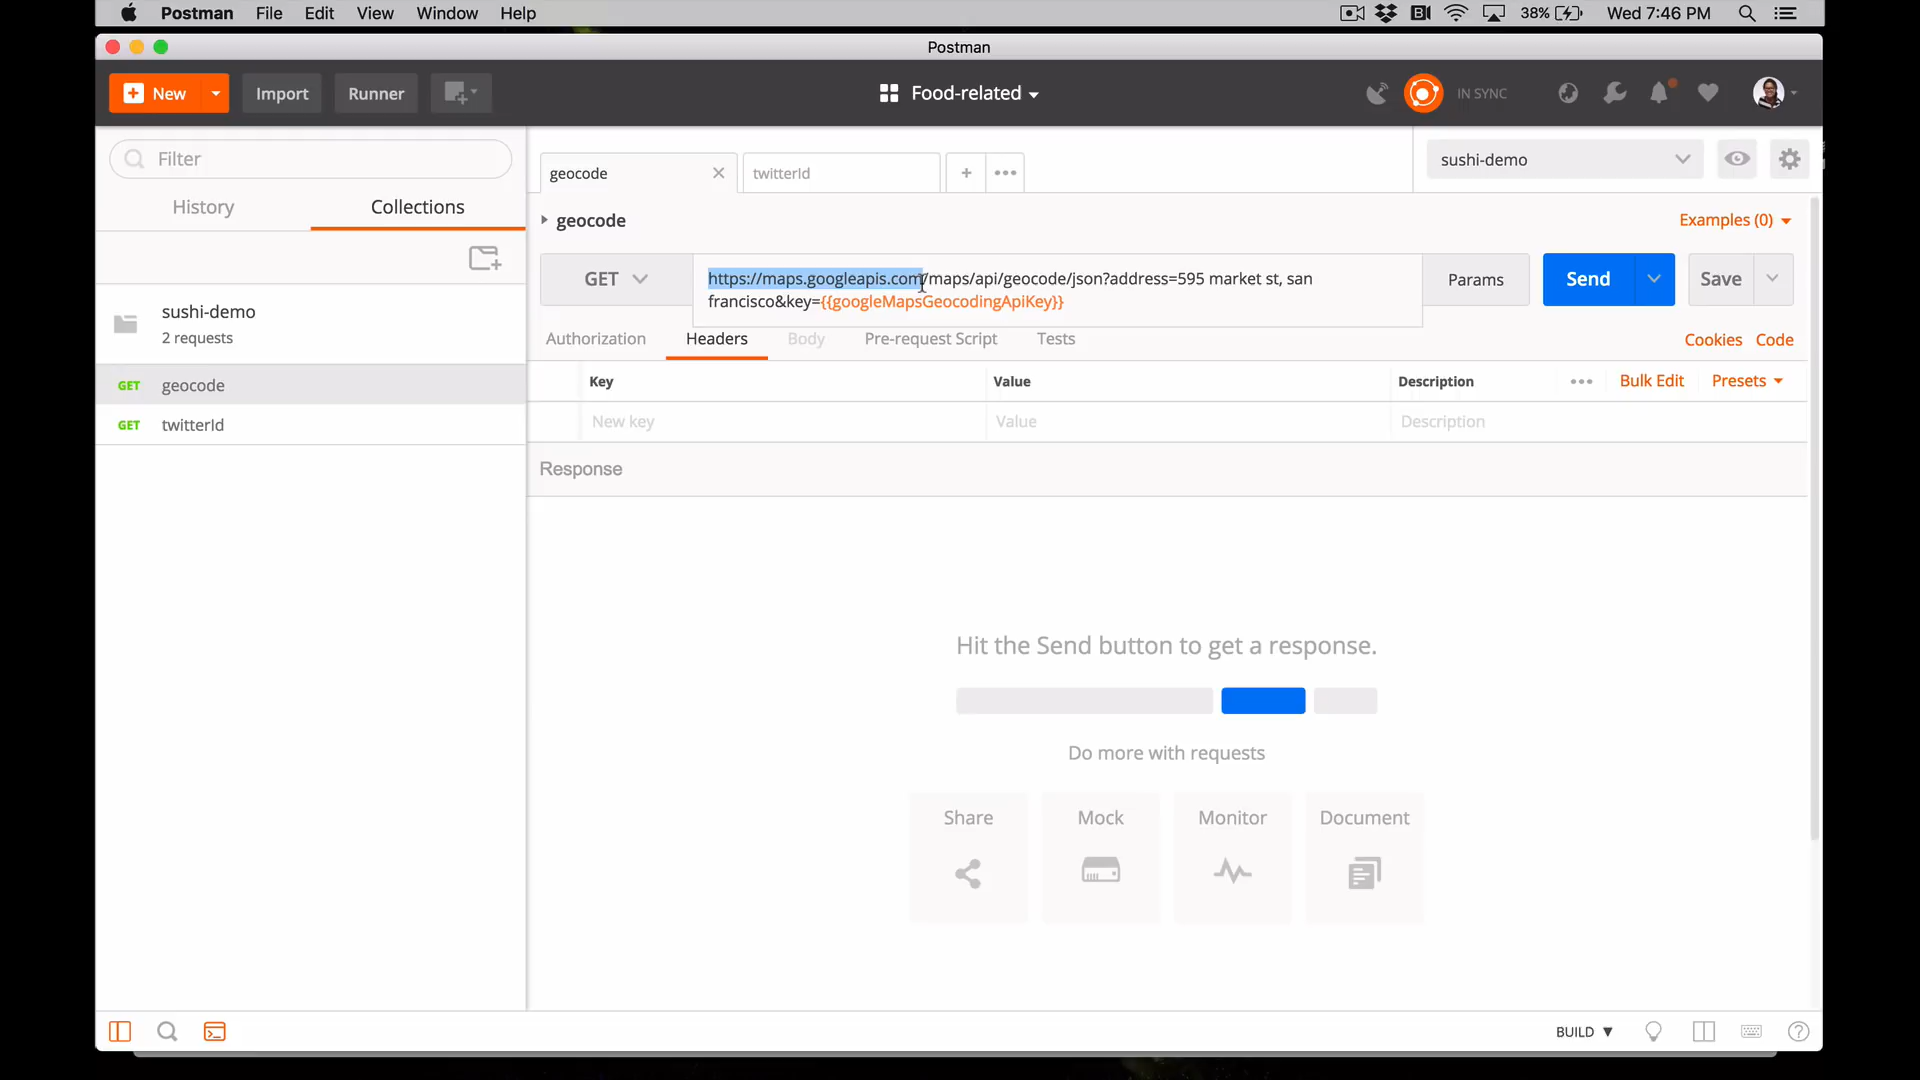 Postman File Edit View Window Help 38% Wed 7:46 PM
Postman
New Import Runner Food-related IN SYNC
Filter
History Collections
sushi-demo
2 requests
GET geocode
GET twitterId
geocode twitterId + sushi-demo
geocode Examples (0)
GET https://maps.googleapis.com/maps/api/geocode/json?address=595 market st, san
francisco&key={{googleMapsGeocodingApiKey}}
Params Send Save
Authorization Headers Body Pre-request Script Tests Cookies Code
Key Value Description Bulk Edit Presets
New key Value Description
Response
Hit the Send button to get a response.
Do more with requests
Share Mock Monitor Document
BUILD